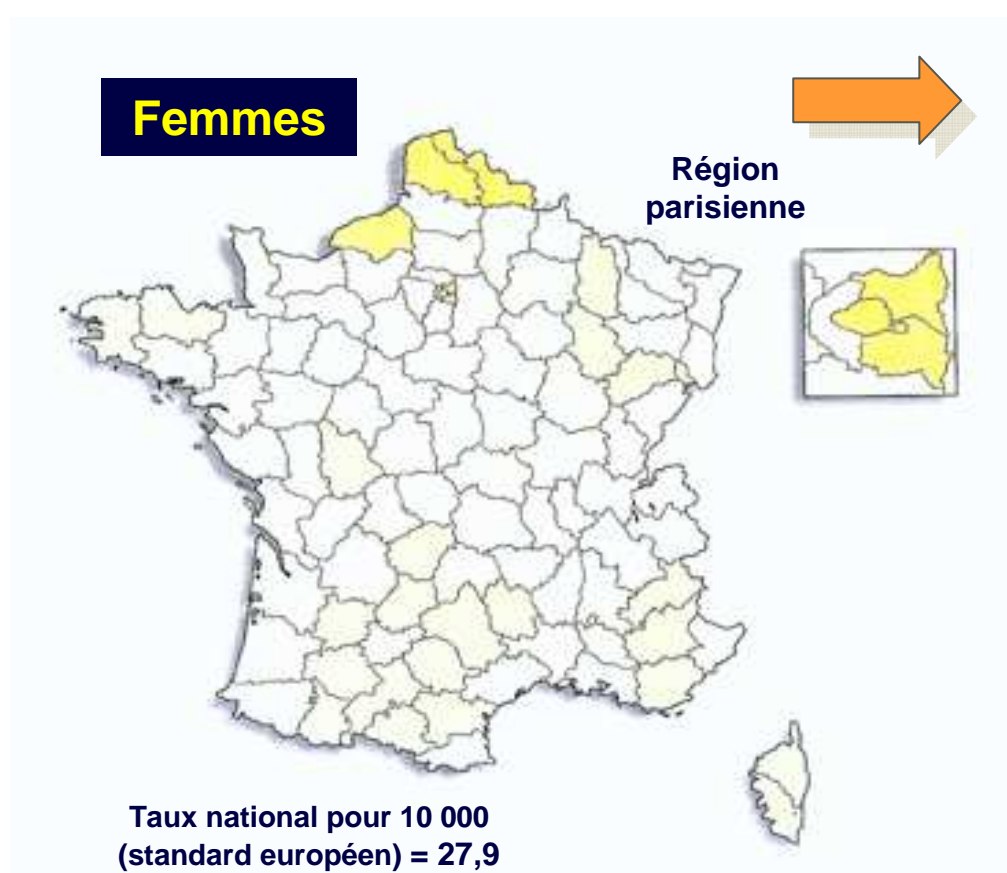 Femmes
Région
parisienne
Taux national pour 10 000
(standard européen) = 27,9